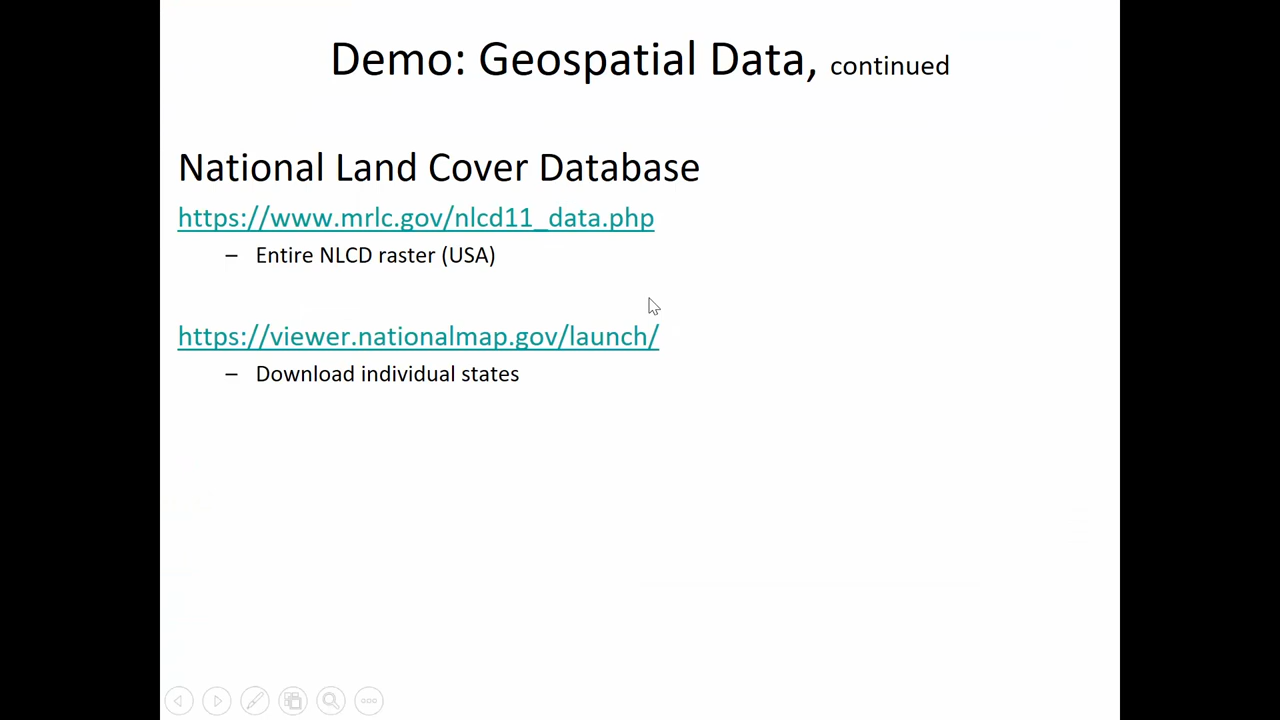 Demo: Geospatial Data, continued
National Land Cover Database
https://www.mrlc.gov/nlcd11_data.php
– Entire NLCD raster (USA)
https://viewer.nationalmap.gov/launch/
– Download individual states